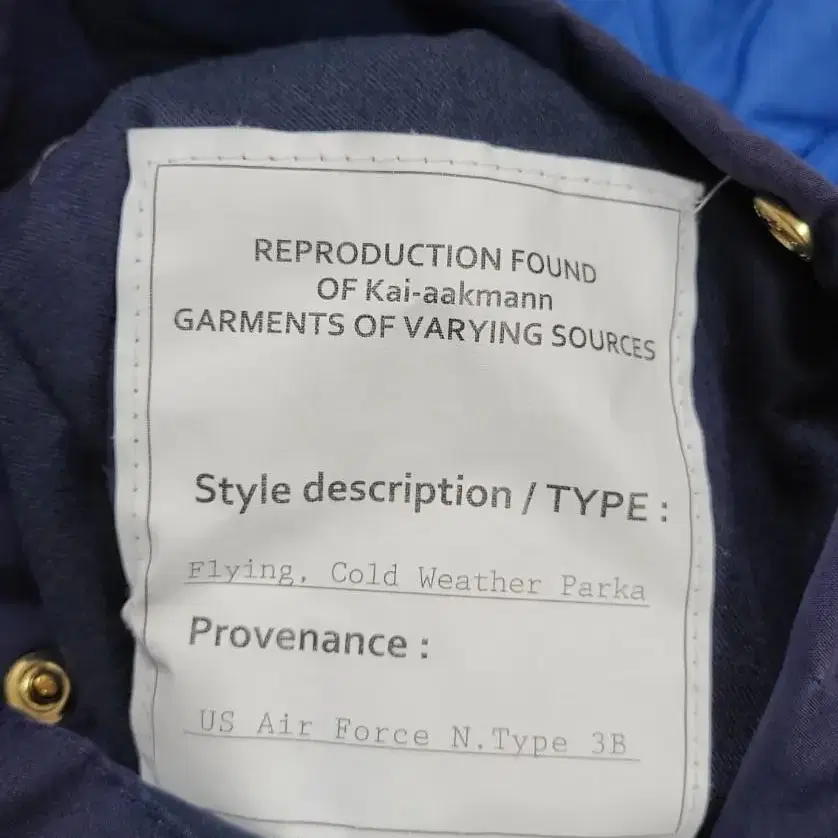 REPRODUCTION FOUND
OF Kai-aakmann
GARMENTS OF VARYING SOURCES
Style description / TYPE :
Flying, Cold Weather Parka
Provenance :
US Air Force N.Type 3B